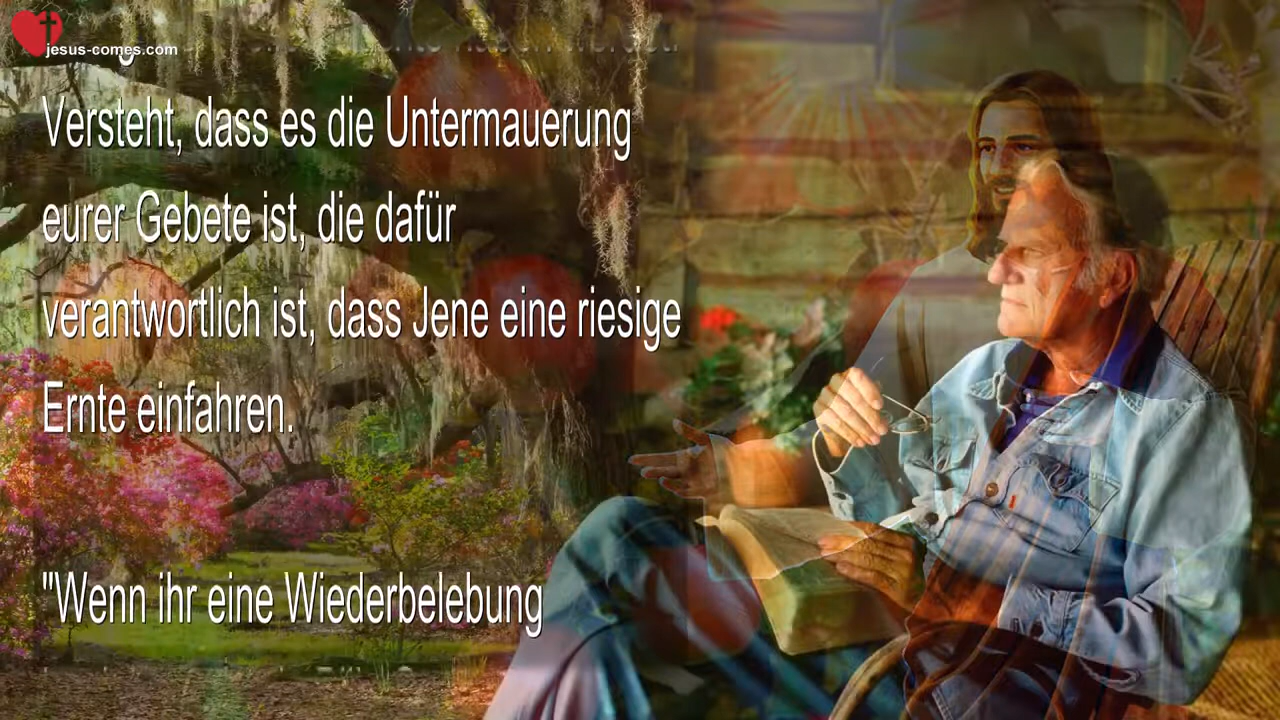 jesus-comes.com
Versteht, dass es die Untermauerung
eurer Gebete ist, die dafür
verantwortlich ist, dass Jene eine riesige
Ernte einfahren.
"Wenn ihr eine Wiederbelebung